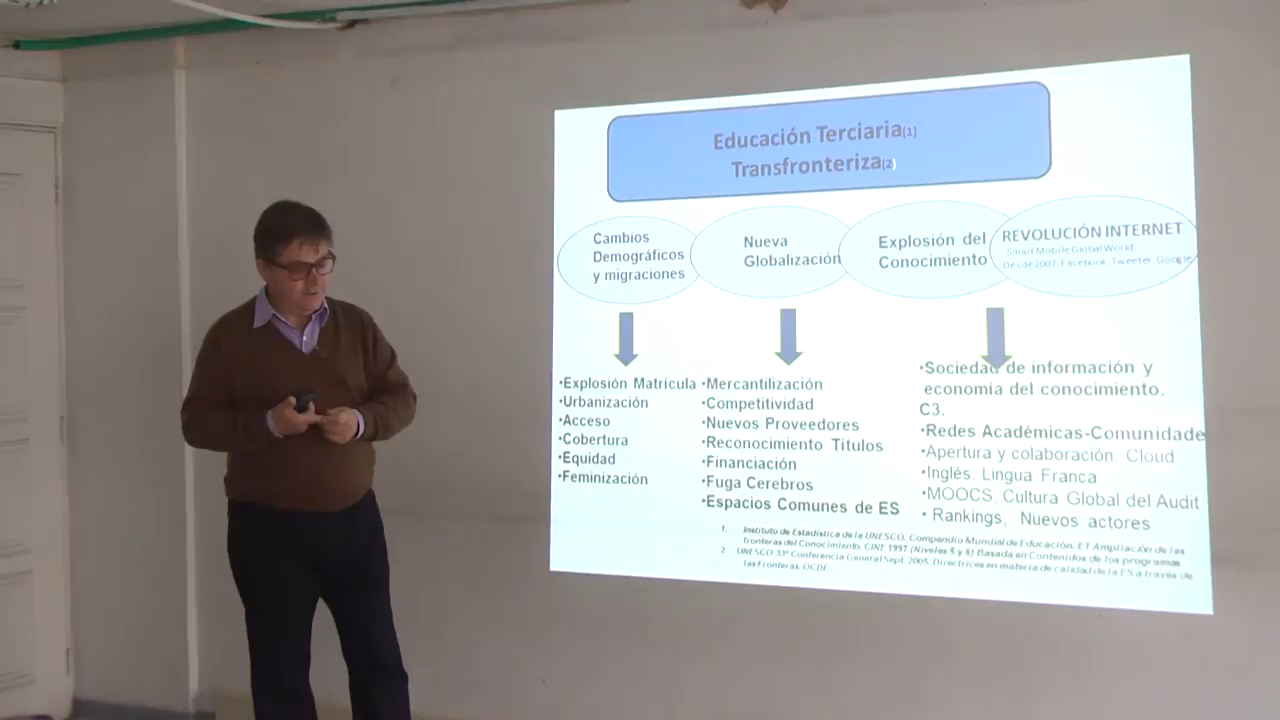 Educación Terciaria(1)
Transfronteriza(2)
Cambios
Demográficos
y migraciones
Nueva
Globalización
Explosión del
Conocimiento
REVOLUCIÓN INTERNET
Smart Mobile Global World
Desde2007. Facebook, Tweeter, Google
•Explosión Matricula
•Urbanización
•Acceso
•Cobertura
•Equidad
•Feminización
•Mercantilización
•Competitividad
•Nuevos Proveedores
•Reconocimiento Titulos
•Financiación
•Fuga Cerebros
•Espacios Comunes de ES
•Sociedad de información y
economia del conocimiento.
C3.
•Redes Académicas-Comunidade
•Apertura y colaboración. Cloud
•Inglés. Lingua Franca
•MOOCS. Cultura Global del Audit
• Rankings, Nuevos actores
1. Instituto de Estadística de la UNESCO. Compendio Mundial de Educación. ET Ampliación de las
fronteras del Conocimiento. CINE 1997 (Niveles 5 y 6) Basada en Contenidos de los programas
2. UNESCO 33ª Conferencia General Sept. 2005. Directrices en materia de calidad de la ES a través de
las Fronteras. OCDE